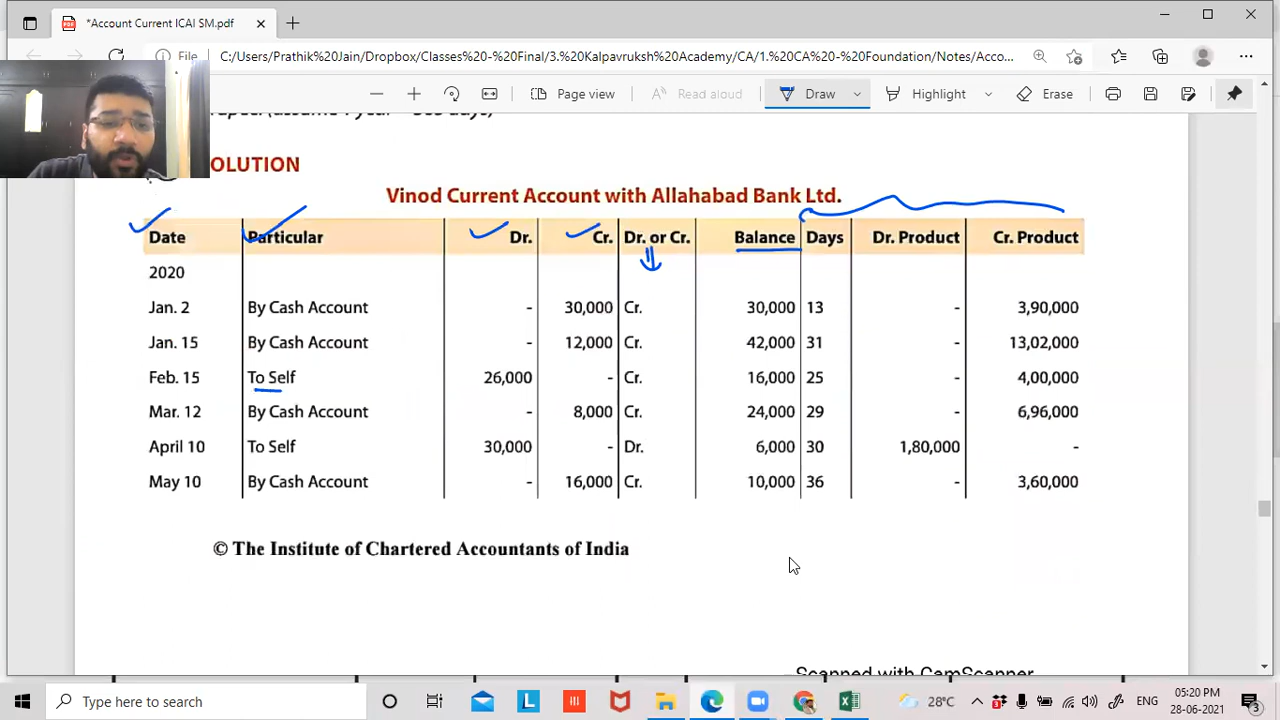 *Account Current ICAI SM.pdf
File C:/Users/Prathik%20Jain/Dropbox/Classes%20-%20Final/3.%20Kalpavruksh%20Academy/CA/1.%20CA%20-%20Foundation/Notes/Acco...
Page view Read aloud Draw Highlight Erase
OLUTION
Vinod Current Account with Allahabad Bank Ltd.
Date Particular Dr. Cr. Dr. or Cr. Balance Days Dr. Product Cr. Product
2020
Jan. 2 By Cash Account - 30,000 Cr. 30,000 13 - 3,90,000
Jan. 15 By Cash Account - 12,000 Cr. 42,000 31 - 13,02,000
Feb. 15 To Self 26,000 - Cr. 16,000 25 - 4,00,000
Mar. 12 By Cash Account - 8,000 Cr. 24,000 29 - 6,96,000
April 10 To Self 30,000 - Dr. 6,000 30 1,80,000 -
May 10 By Cash Account - 16,000 Cr. 10,000 36 - 3,60,000
© The Institute of Chartered Accountants of India
Scanned with CamScanner
Type here to search 28°C 05:20 PM
28-06-2021